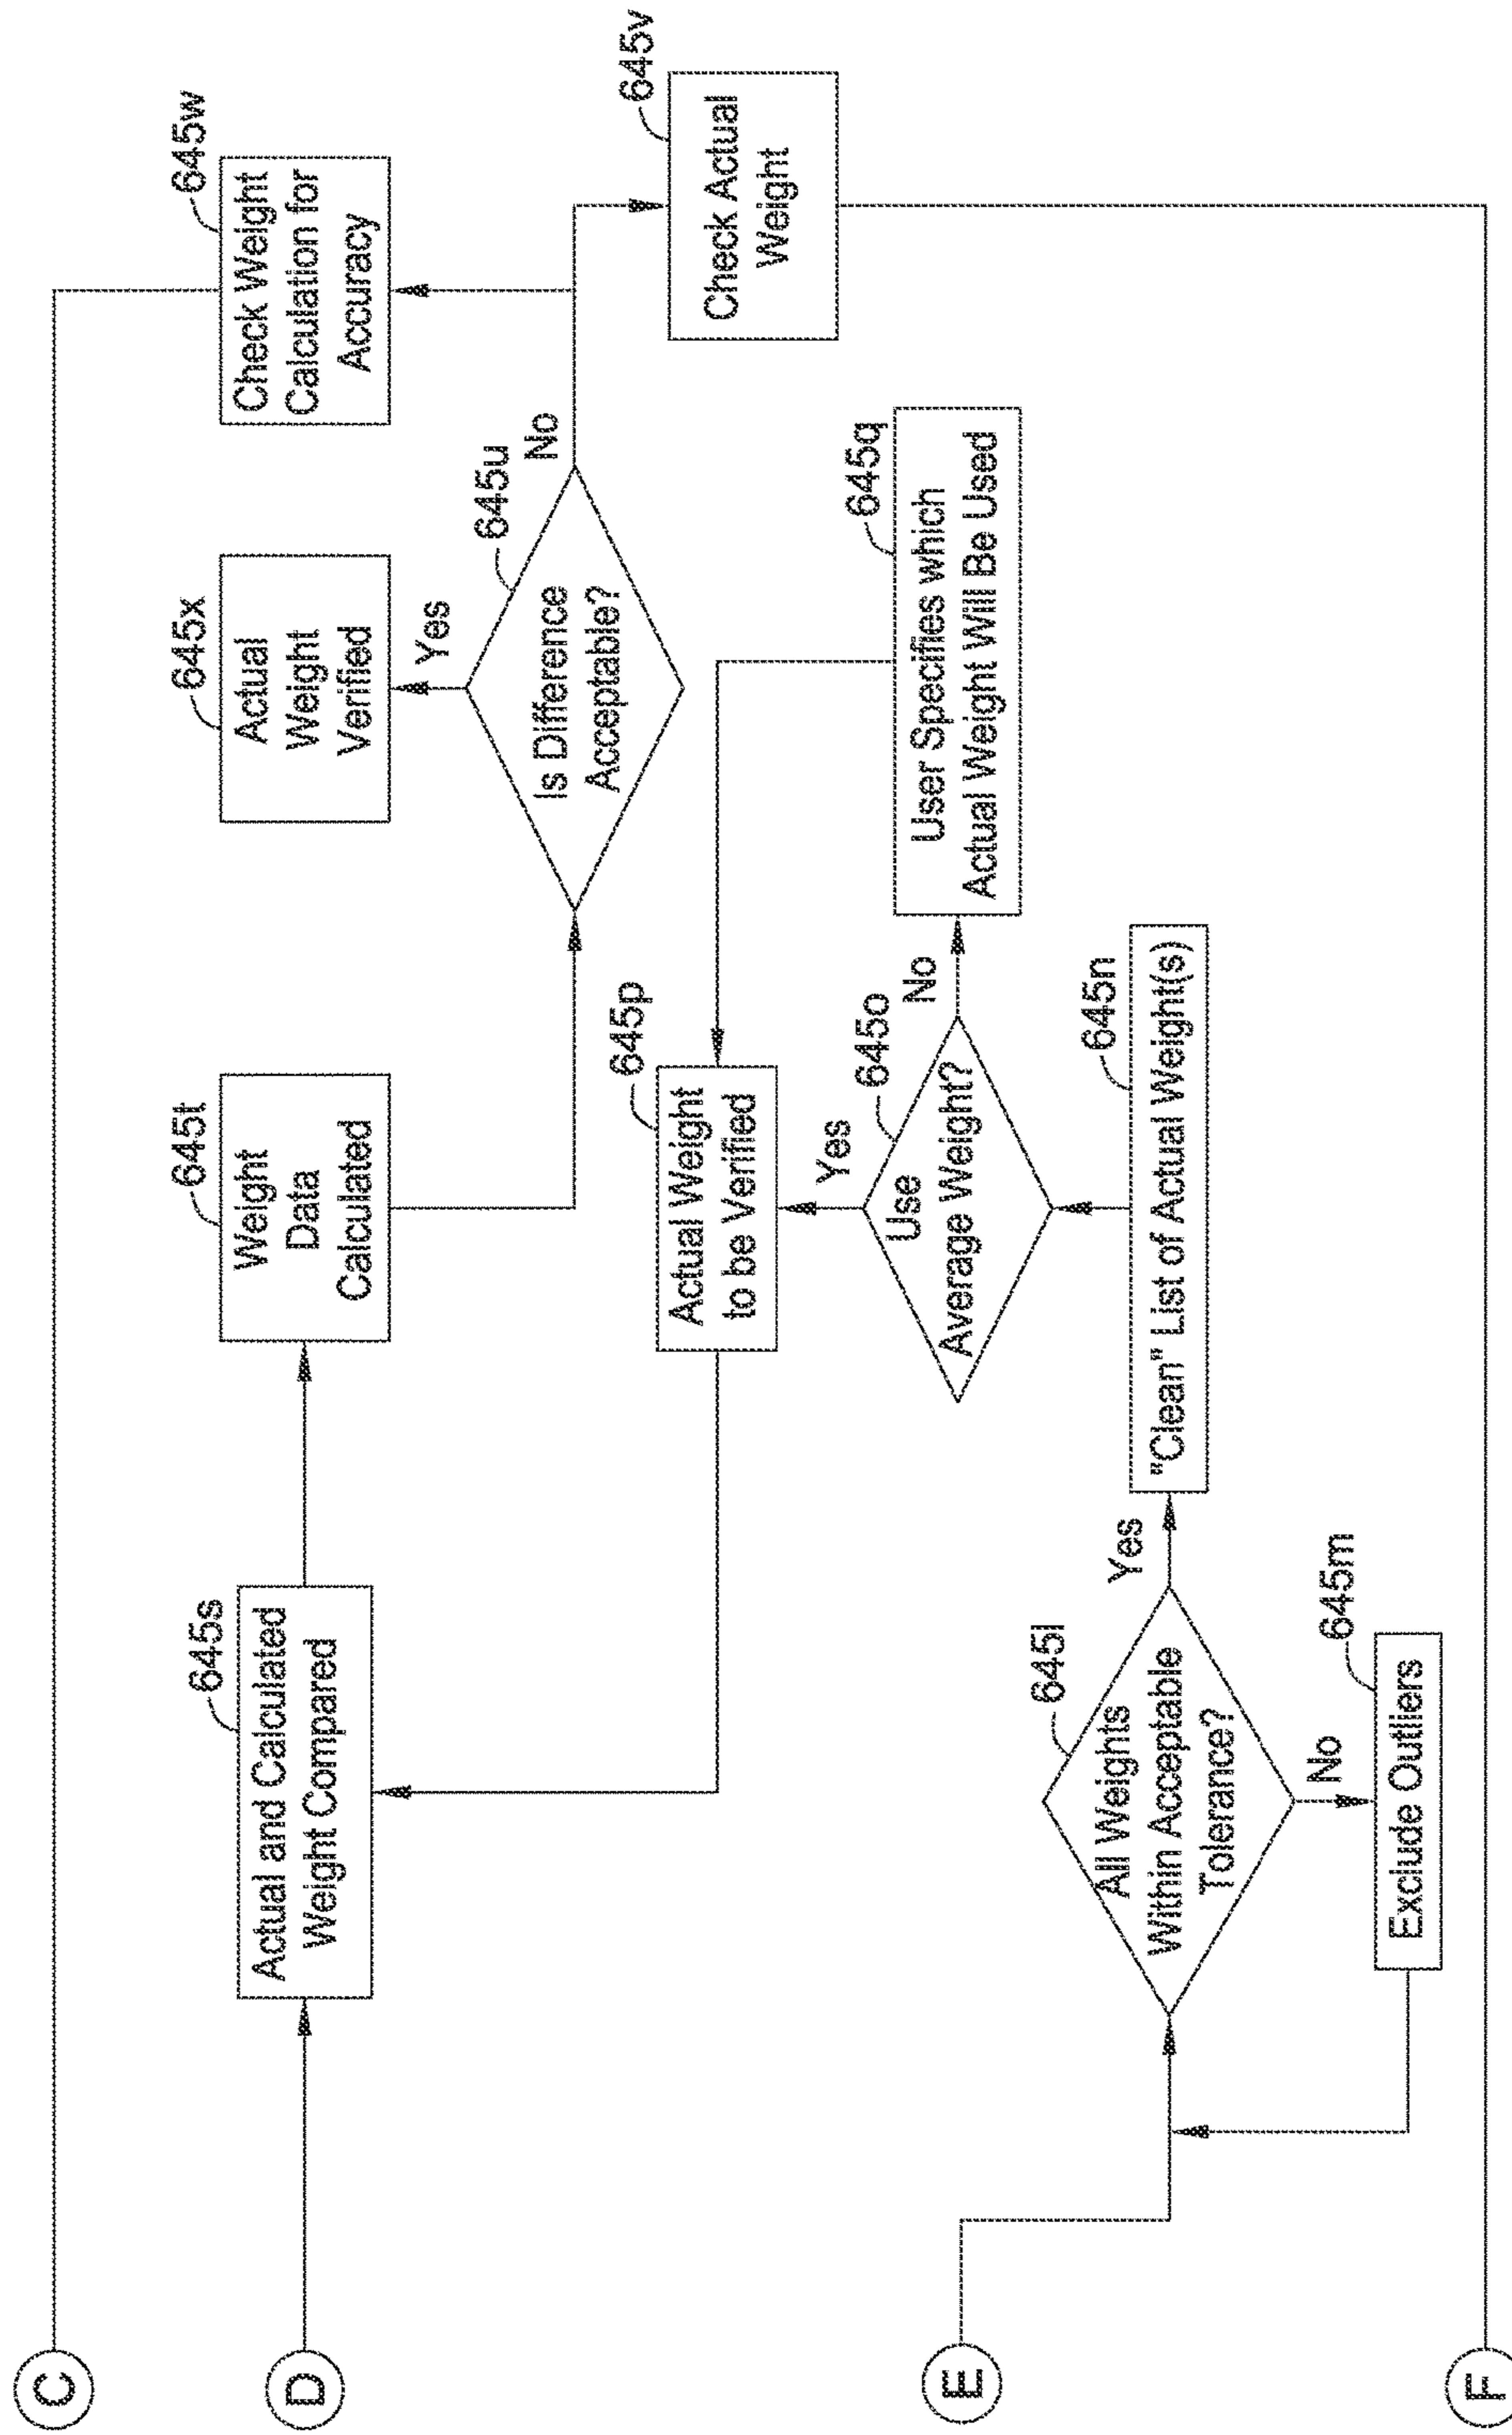 C
645w
Check Weight
Calculation for
Accuracy
645x
Actual
Weight
Verified
645t
Weight
Data
Calculated
645s
Actual and Calculated
Weight Compared
D
645u
Is Difference
Acceptable?
Yes
No
645v
Check Actual
Weight
645p
Actual Weight
to be Verified
645q
User Specifies which
Actual Weight Will Be Used
645o
Use
Average Weight?
Yes
No
645n
"Clean" List of Actual Weight(s)
E
645l
All Weights
Within Acceptable
Tolerance?
Yes
No
645m
Exclude Outliers
F